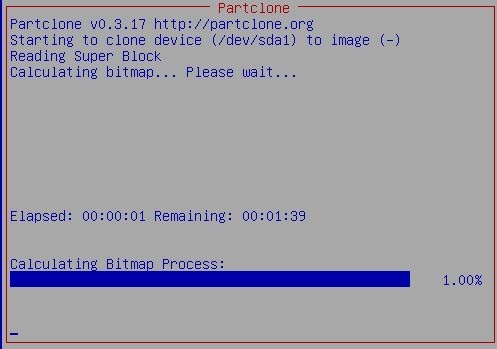 Partclone
Partclone v0.3.17 http://partclone.org
Starting to clone device (/dev/sda1) to image (-)
Reading Super Block
Calculating bitmap... Please wait...
Elapsed: 00:00:01 Remaining: 00:01:39
Calculating Bitmap Process:
1.00%